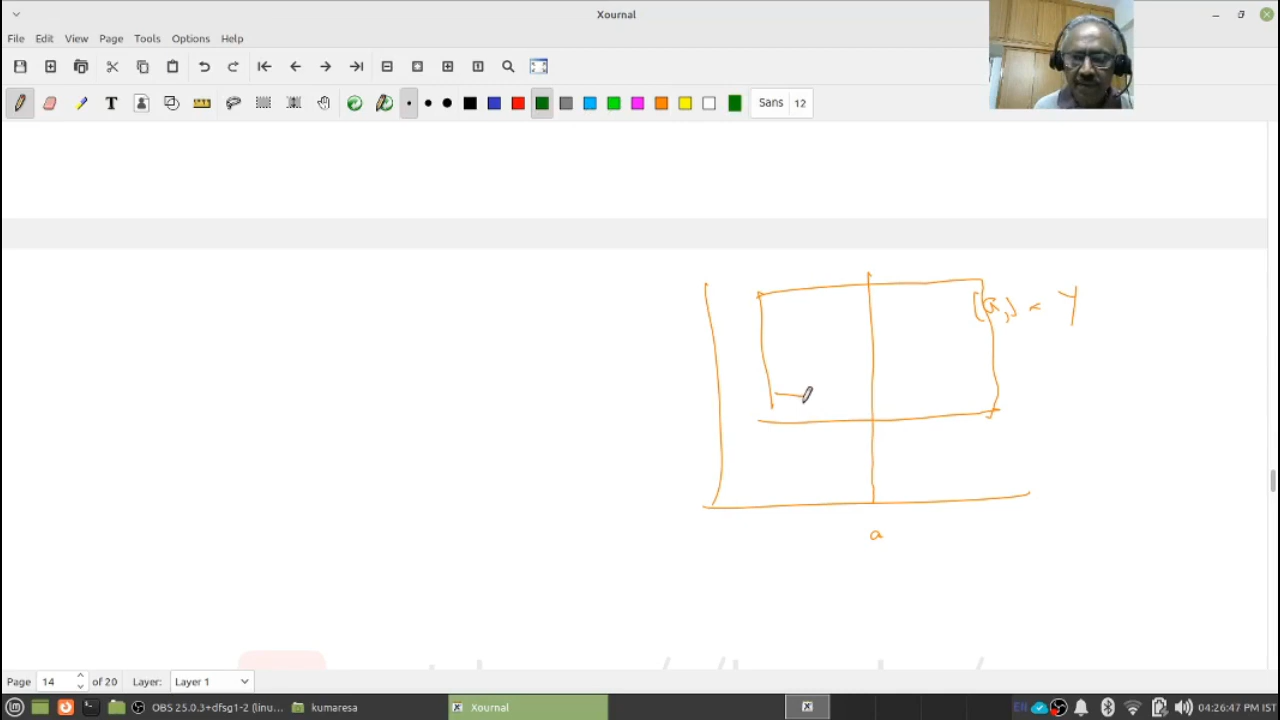 Xournal
File Edit View Page Tools Options Help
T Sans 12
a
Y
a
Page 14 of 20 Layer: Layer 1
OBS 25.0.3+dfsg1-2 (linu... kumaresa Xournal EN 04:26:47 PM IST